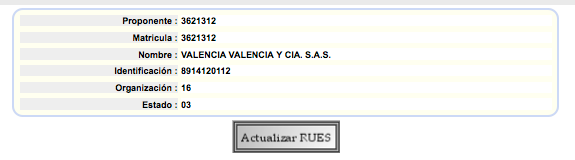 Proponente : 3621312
Matricula : 3621312
Nombre : VALENCIA VALENCIA Y CIA. S.A.S.
Identificación : 8914120112
Organización : 16
Estado : 03
Actualizar RUES